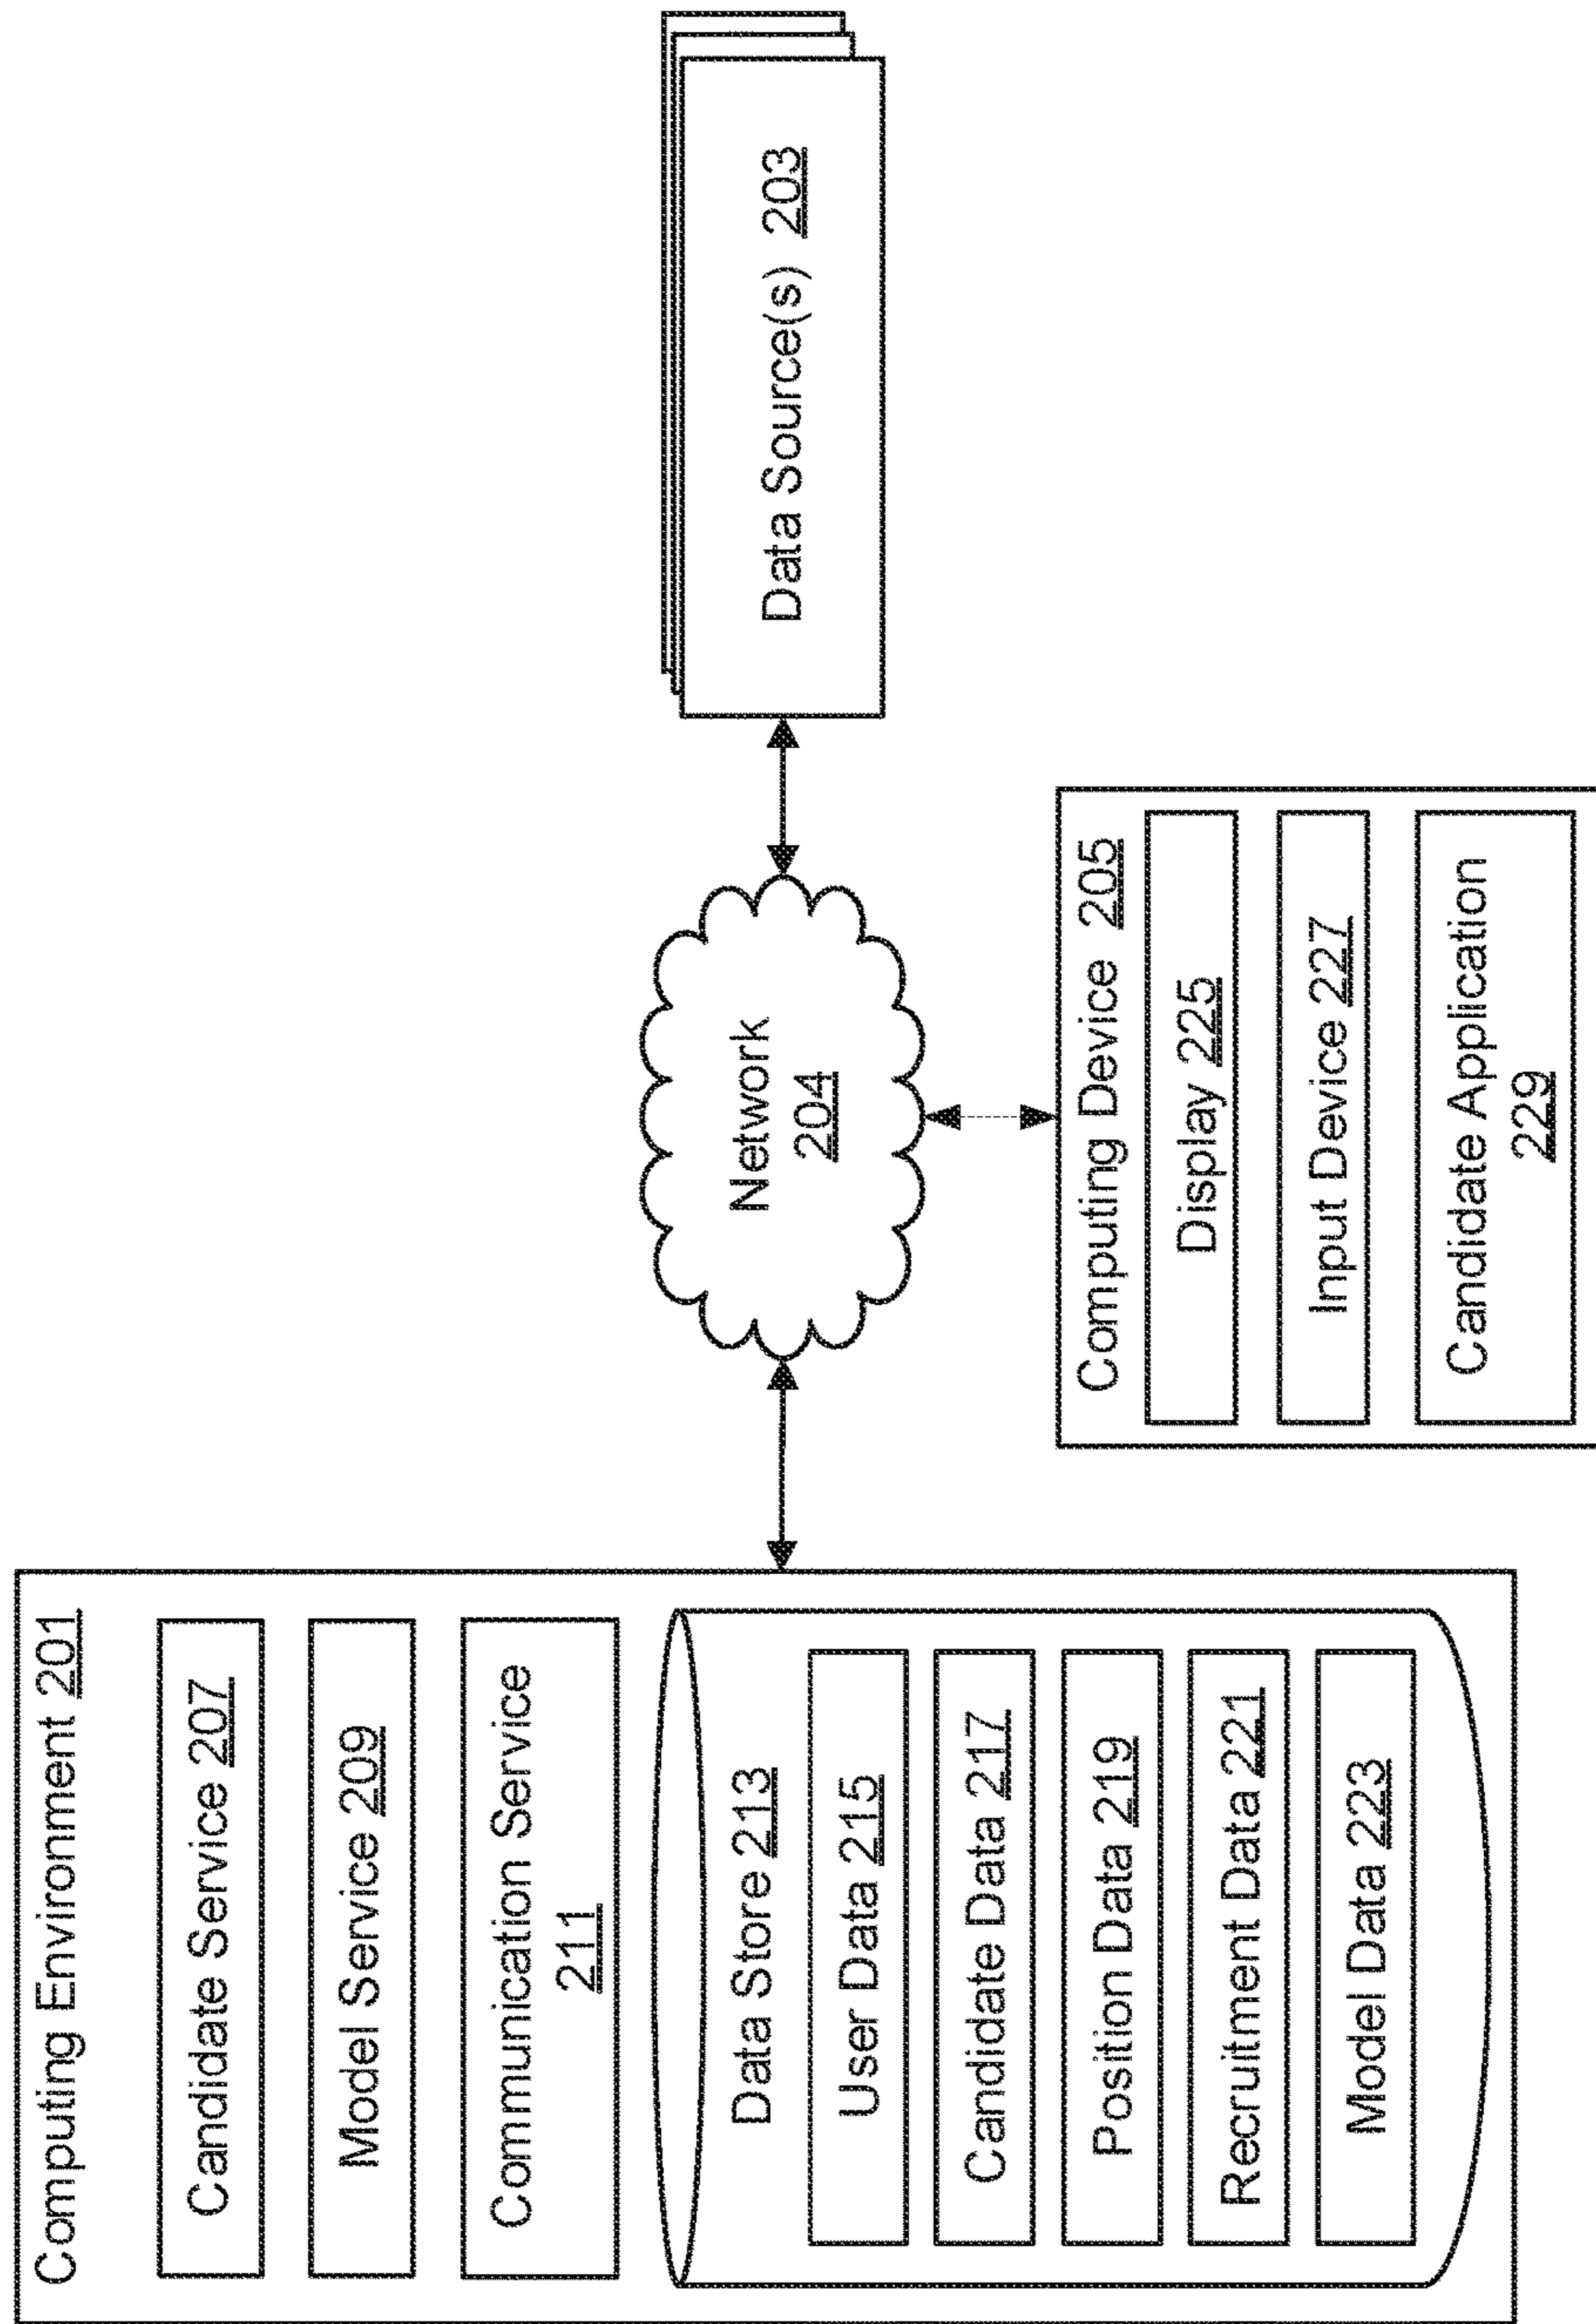 Computing Environment 201
Candidate Service 207
Model Service 209
Communication Service
211
Data Store 213
User Data 215
Candidate Data 217
Position Data 219
Recruitment Data 221
Model Data 223
Network
204
Data Source(s) 203
Computing Device 205
Display 225
Input Device 227
Candidate Application
229